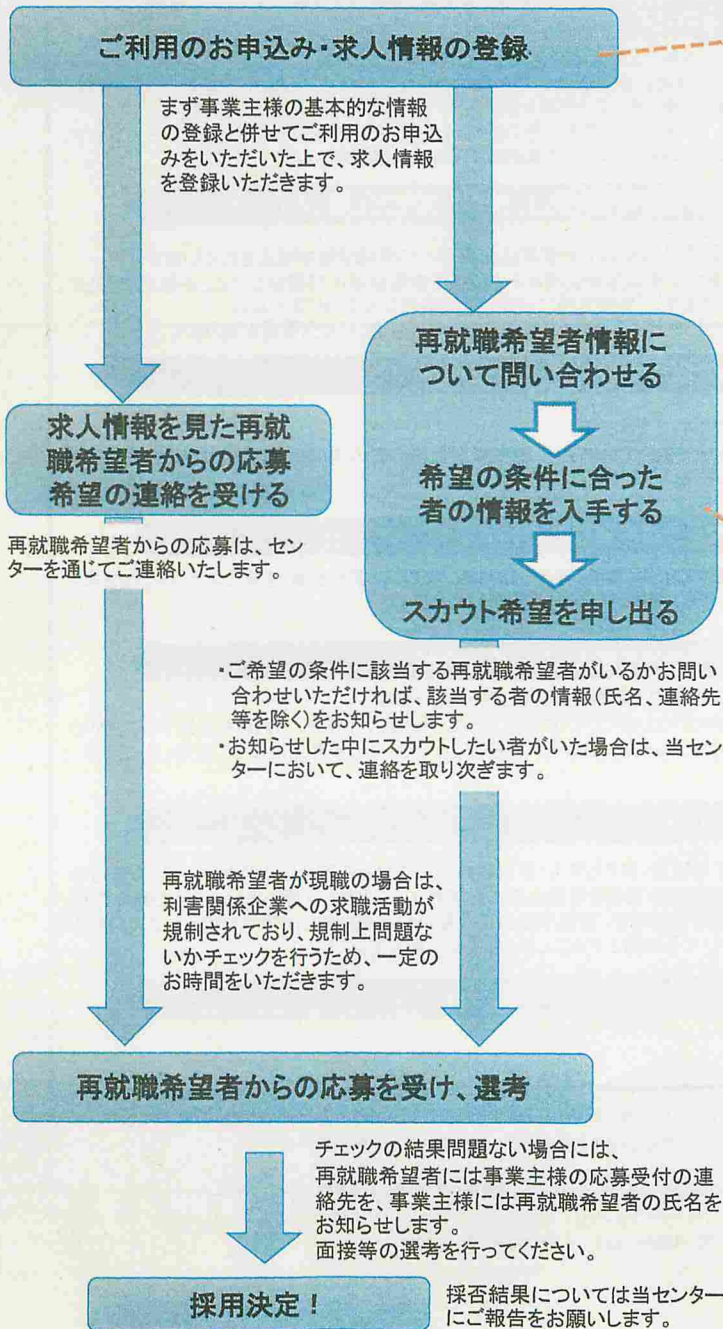 ご利用のお申込み・求人情報の登録
まず事業主様の基本的な情報
の登録と併せてご利用のお申込
みをいただいた上で、求人情報
を登録いただきます。
再就職希望者情報に
ついて問い合わせる
希望の条件に合った
者の情報を入手する
スカウト希望を申し出る
求人情報を見た再就
職希望者からの応募
希望の連絡を受ける
再就職希望者からの応募は、セン
ターを通じてご連絡いたします。
・ご希望の条件に該当する再就職希望者がいるかお問い
合わせいただければ、該当する者の情報(氏名、連絡先
等を除く)をお知らせします。
・お知らせした中にスカウトしたい者がいた場合は、当セン
ターにおいて、連絡を取り次ぎます。
再就職希望者が現職の場合は、
利害関係企業への求職活動が
規制されており、規制上問題な
いかチェックを行うため、一定の
お時間をいただきます。
再就職希望者からの応募を受け、選考
チェックの結果問題ない場合には、
再就職希望者には事業主様の応募受付の連
絡先を、事業主様には再就職希望者の氏名を
お知らせします。
面接等の選考を行ってください。
採用決定!
採否結果については当センター
にご報告をお願いします。